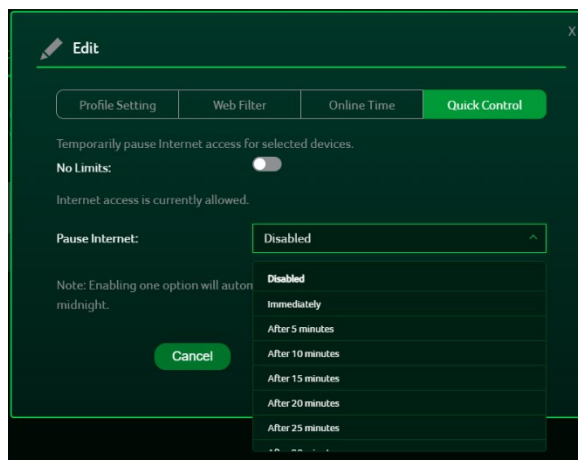 X
Edit
Profile Setting Web Filter Online Time Quick Control
Temporarily pause Internet access for selected devices.
No Limits:
Internet access is currently allowed.
Pause Internet: Disabled
Disabled
Note: Enabling one option will
midnight.
Immediately
After 5 minutes
After 10 minutes
Cancel
After 15 minutes
After 20 minutes
After 25 minutes